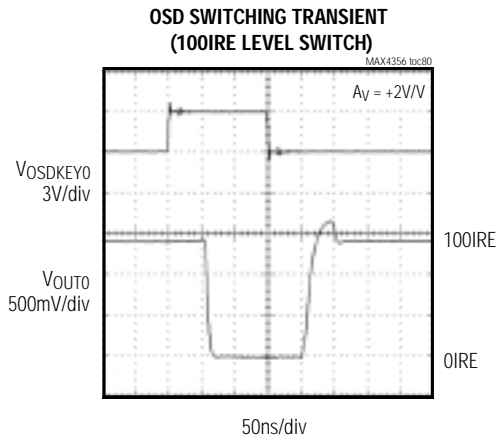 OSD SWITCHING TRANSIENT
(100IRE LEVEL SWITCH)
MAX4356 toc80
AV = +2V/V
VOSDKEY0
3V/div
100IRE
VOUT0
500mV/div
0IRE
50ns/div